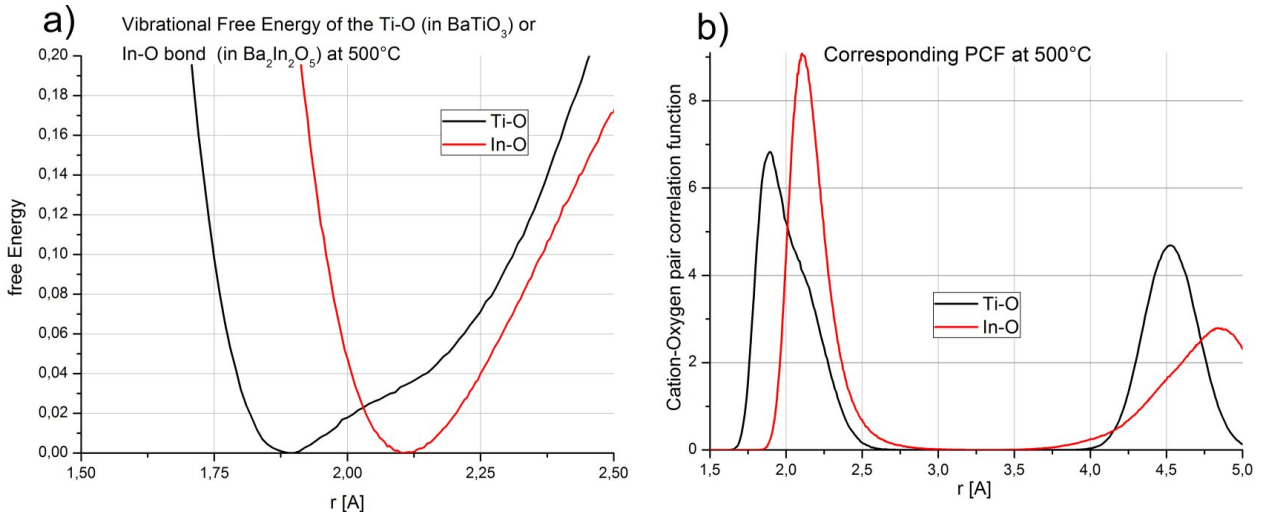 a)
Vibrational Free Energy of the Ti-O (in BaTiO3) or
In-O bond (in Ba2In2O5) at 500°C
0,20
0,18
0,16
0,14
0,12
0,10
0,08
0,06
0,04
0,02
0,00
free Energy
Ti-O
In-O
1,50
1,75
2,00
2,25
2,50
r [A]
b)
Corresponding PCF at 500°C
8
6
4
2
0
Cation-Oxygen pair correlation function
Ti-O
In-O
1,5
2,0
2,5
3,0
3,5
4,0
4,5
5,0
r [A]